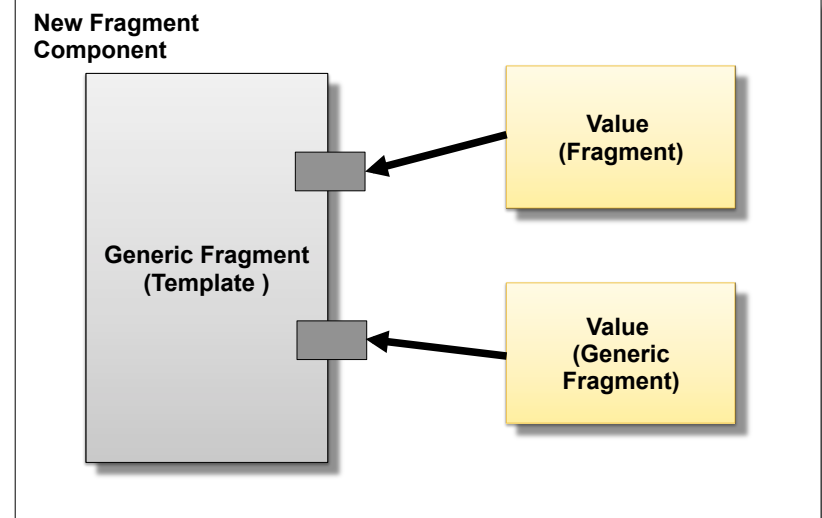 New Fragment
Component
Value
(Fragment)
Generic Fragment
(Template )
Value
(Generic
Fragment)